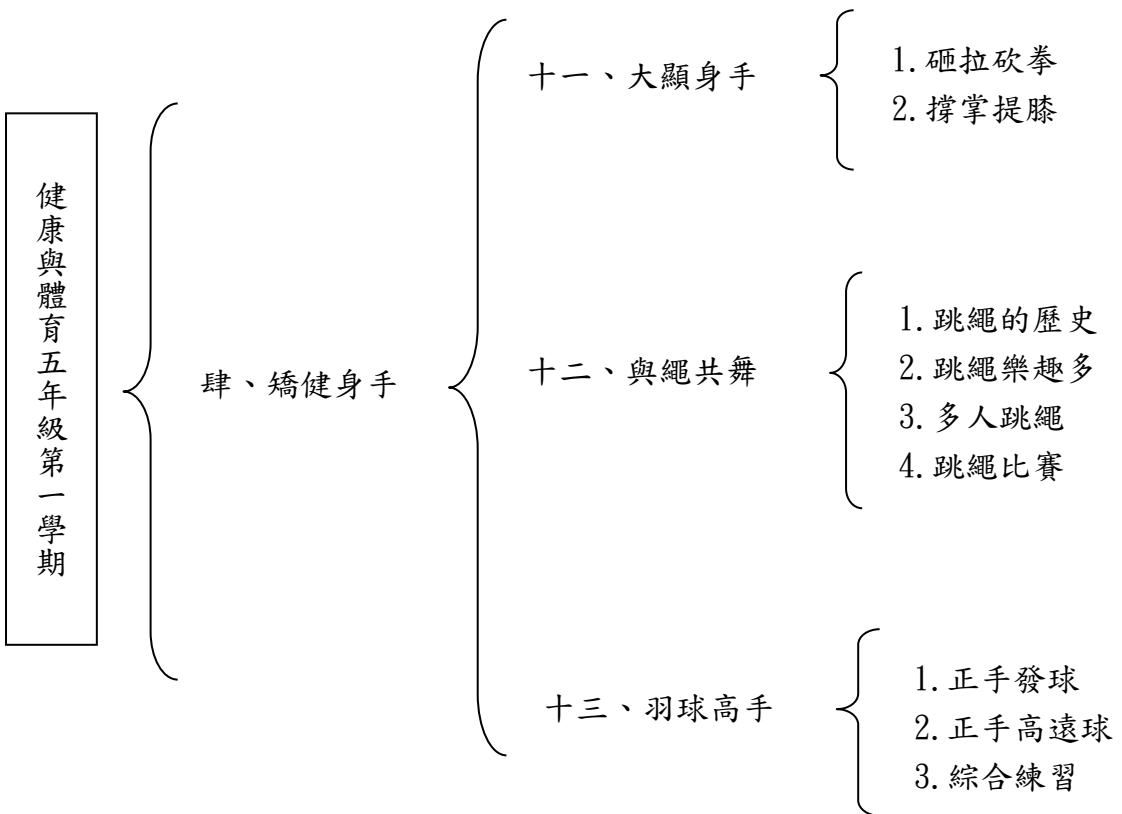 健康與體育五年級第一學期
肆、矯健身手
十一、大顯身手
1.砸拉砍拳
2.撐掌提膝
十二、與繩共舞
1.跳繩的歷史
2.跳繩樂趣多
3.多人跳繩
4.跳繩比賽
十三、羽球高手
1.正手發球
2.正手高遠球
3.綜合練習